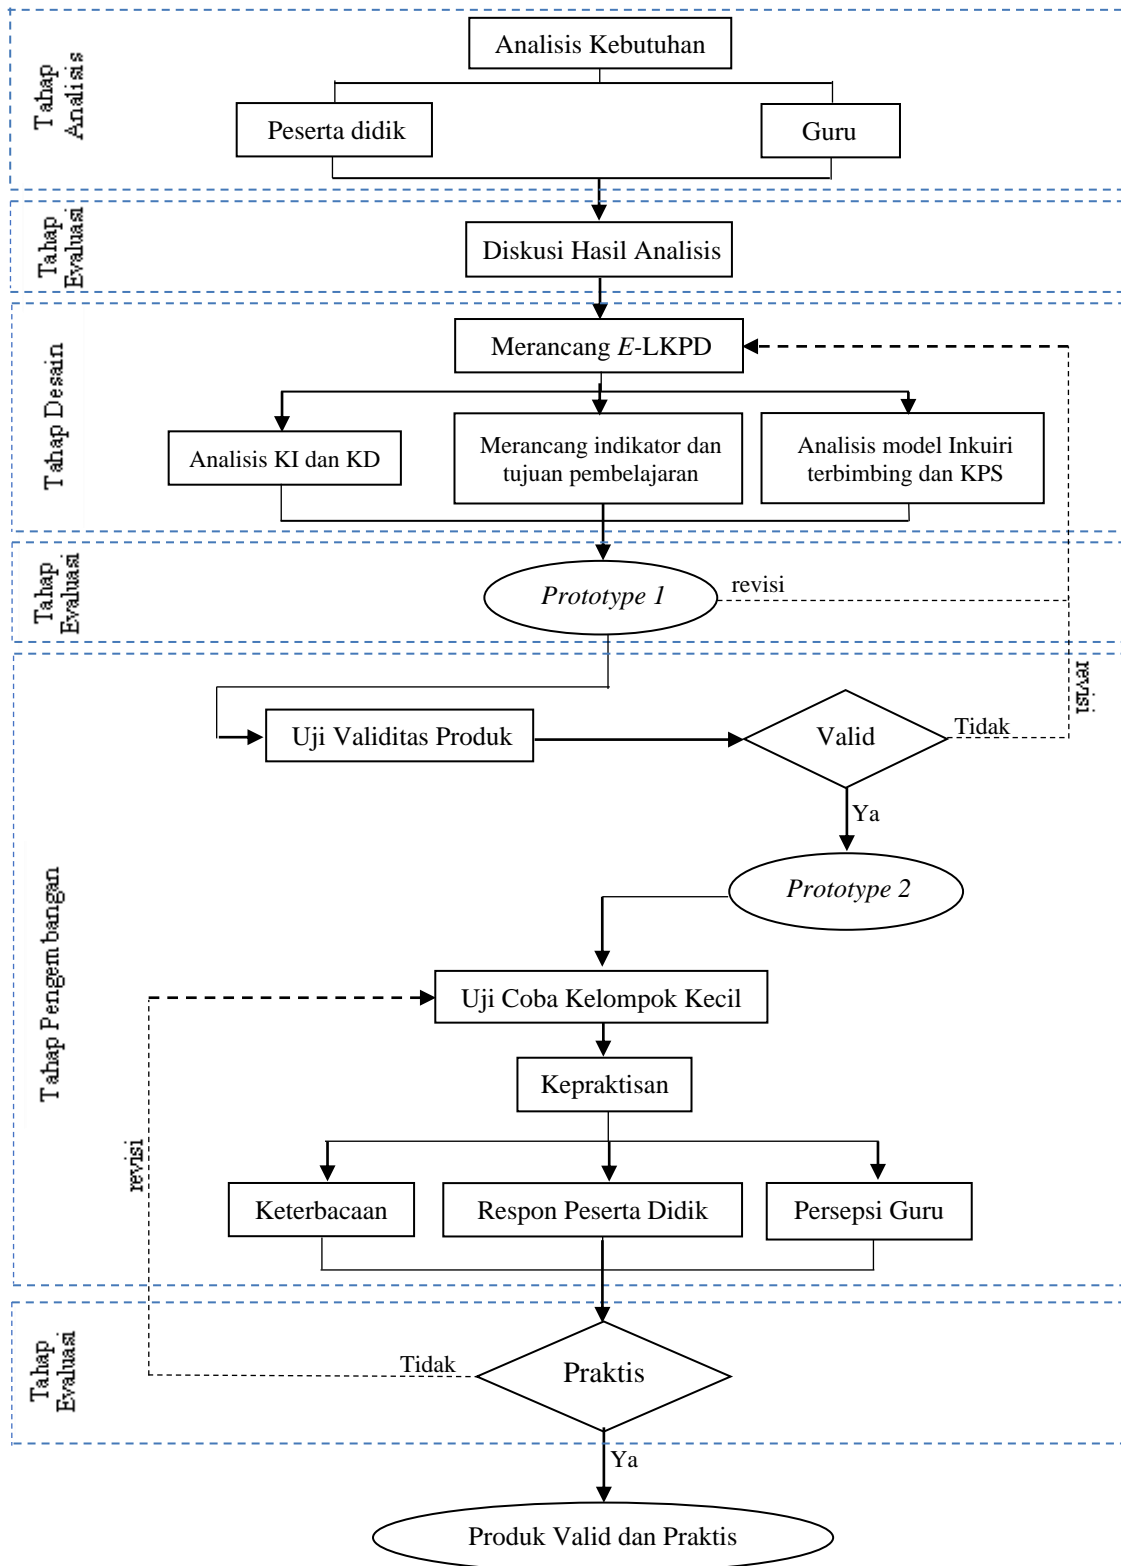 Tahap
Analisis
Analisis Kebutuhan
Peserta didik
Guru
Tahap
Evaluasi
Diskusi Hasil Analisis
Tahap Desain
Merancang E-LKPD
Analisis KI dan KD
Merancang indikator dan
tujuan pembelajaran
Analisis model Inkuiri
terbimbing dan KPS
Tahap
Evaluasi
Prototype 1
revisi
Tahap Pengembangan
revisi
Uji Validitas Produk
Valid
Tidak
Ya
Prototype 2
Uji Coba Kelompok Kecil
Kepraktisan
revisi
Keterbacaan
Respon Peserta Didik
Persepsi Guru
Tahap
Evaluasi
Tidak
Praktis
Ya
Produk Valid dan Praktis